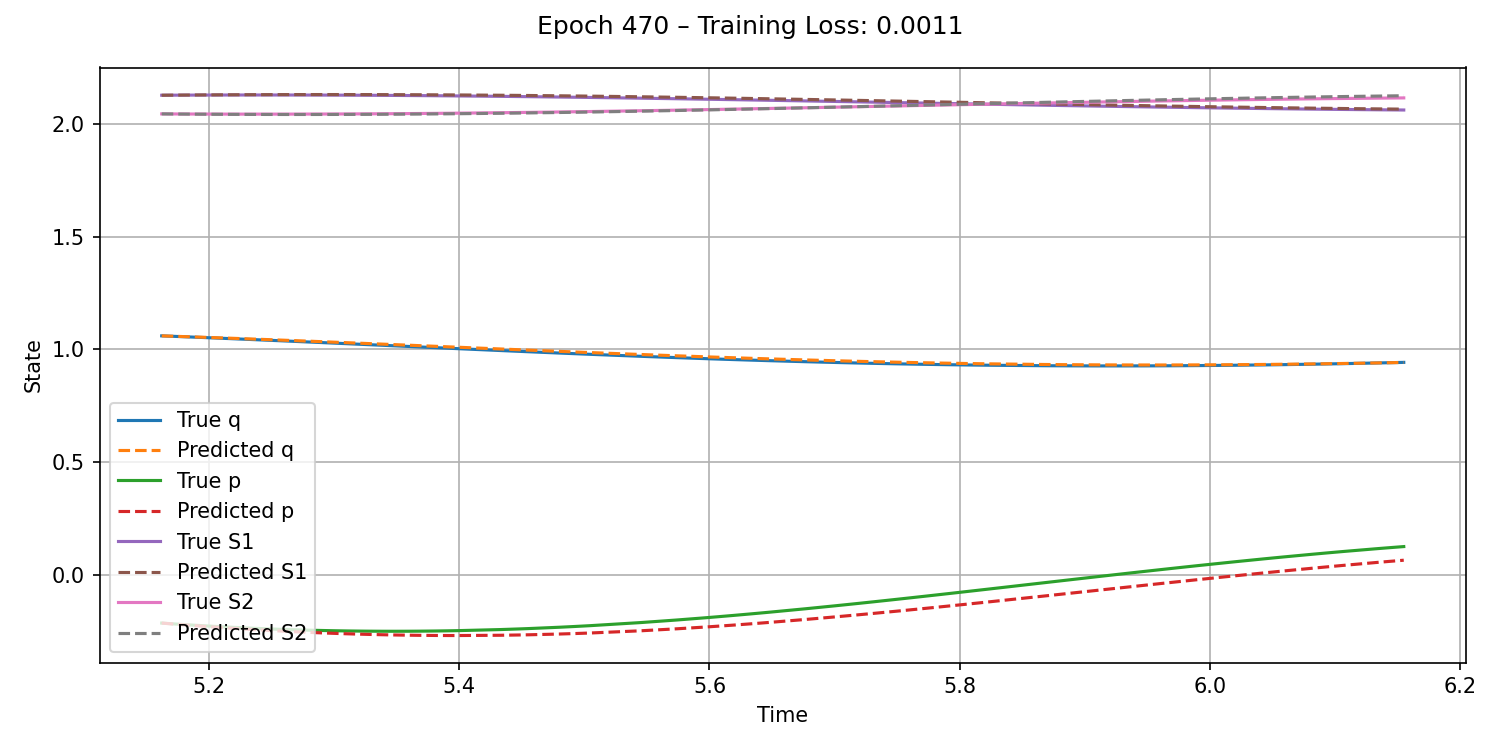 Epoch 470 – Training Loss: 0.0011
State
2.0
1.5
1.0
0.5
0.0
True q
Predicted q
True p
Predicted p
True S1
Predicted S1
True S2
Predicted S2
5.2 5.4 5.6 5.8 6.0 6.2
Time